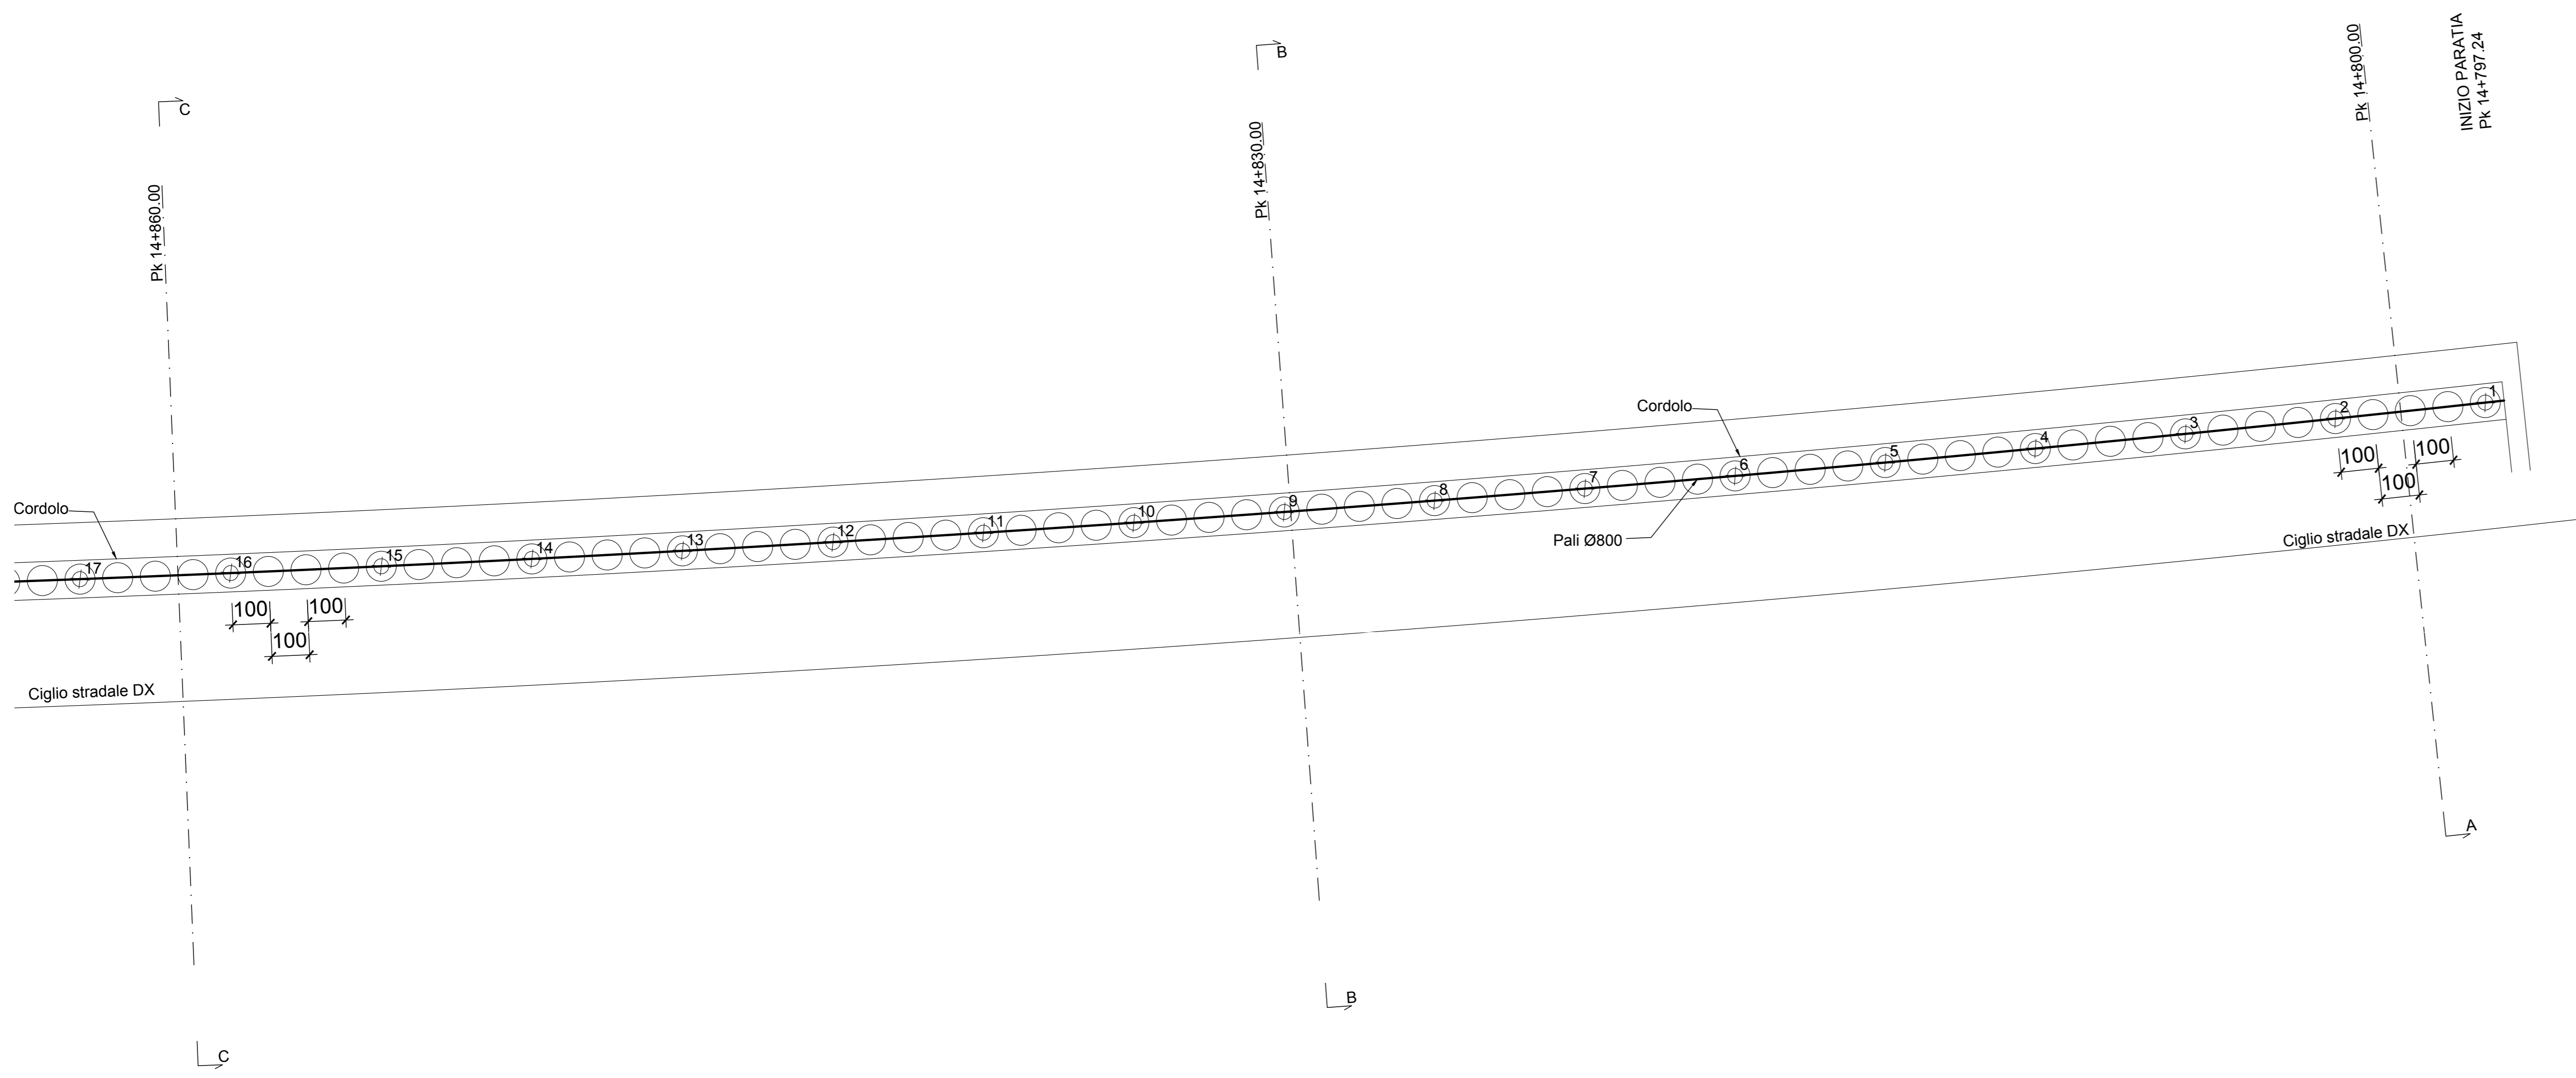 B
C
Pk 14+860.00
Pk 14+830.00
Pk 14+800.00
INIZIO PARATIA
Pk 14+797.24
Cordolo
Cordolo
17
16
15
14
13
12
11
10
9
8
7
6
5
4
3
2
1
100
100
100
100
100
100
Pali Ø800
Ciglio stradale DX
Ciglio stradale DX
A
B
C